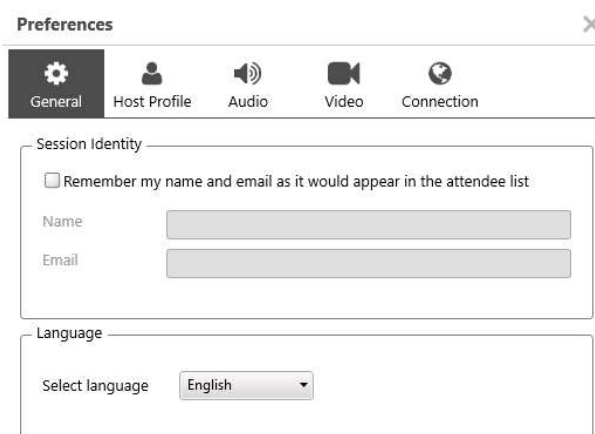 Preferences
General Host Profile Audio Video Connection
Session Identity
Remember my name and email as it would appear in the attendee list
Name
Email
Language
Select language English